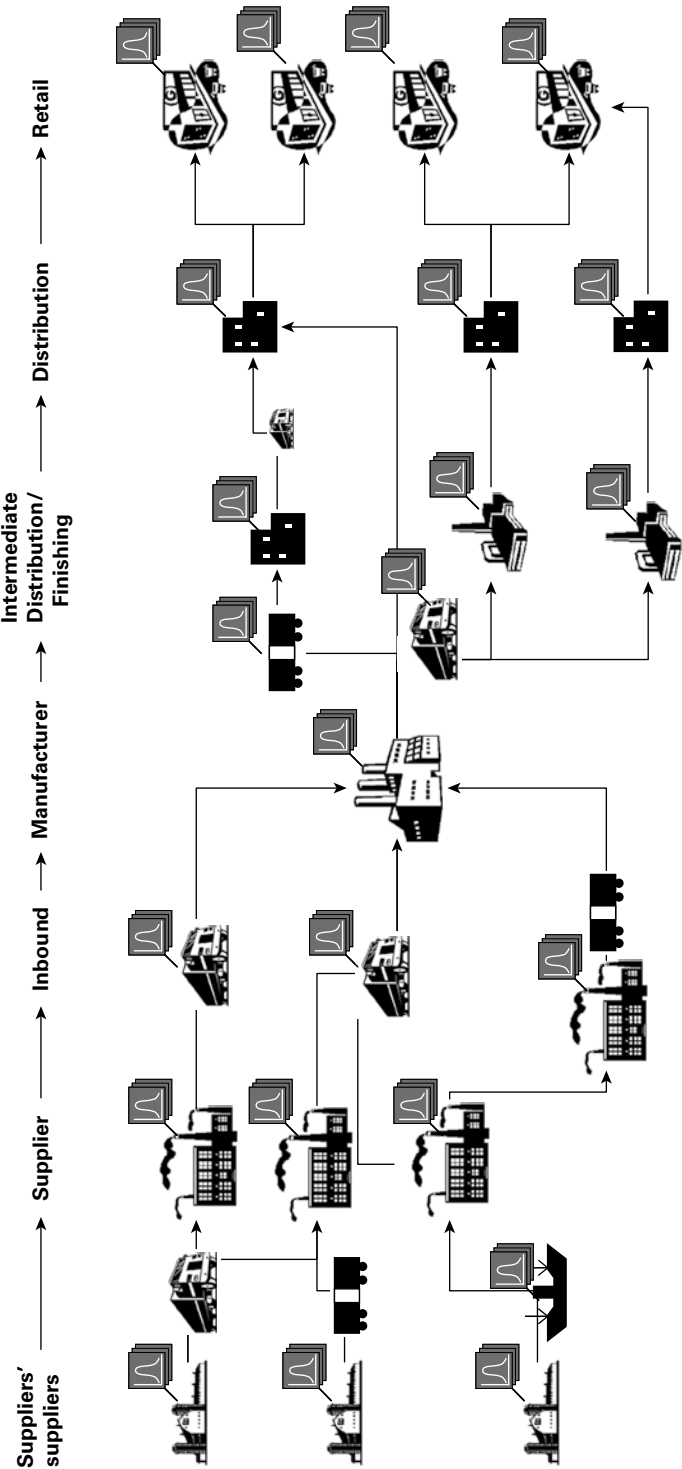 Suppliers'
suppliers
Supplier
Inbound
Manufacturer
Intermediate
Distribution/
Finishing
Distribution
Retail
G
G
G
G